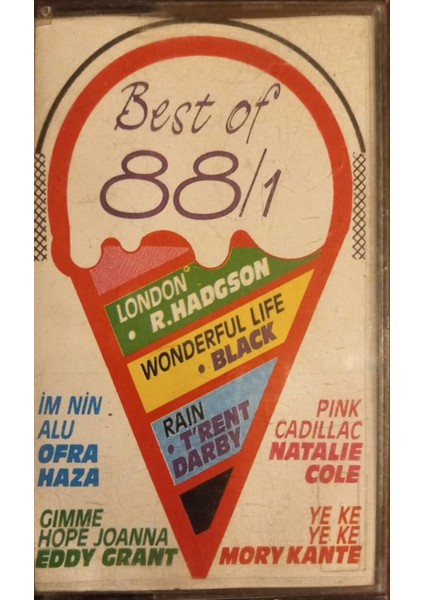 Best of
88/1
LONDON
• R.HADGSON
WONDERFUL LIFE
• BLACK
RAIN
• T'RENT
DARBY
İM NİN
ALU
OFRA
HAZA
PINK
CADILLAC
NATALIE
COLE
GIMME
HOPE JOANNA
EDDY GRANT
YE KE
YE KE
MORY KANTE